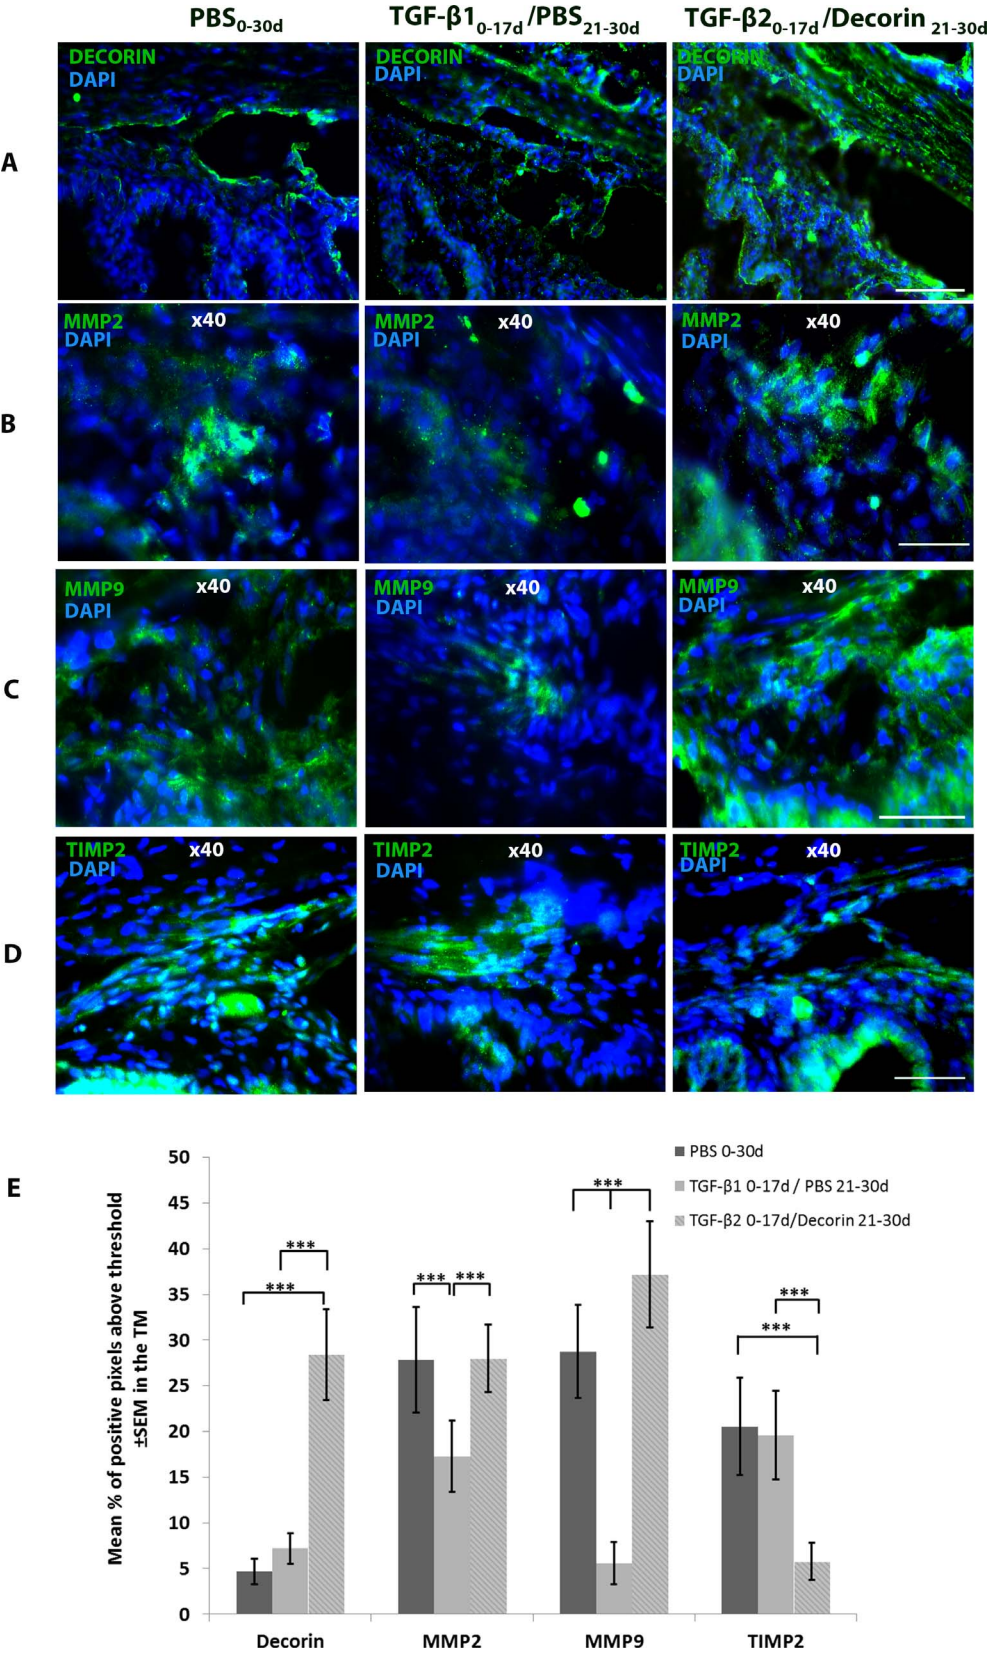 PBS0-30d TGF-β10-17d /PBS21-30d TGF-β20-17d /Decorin 21-30d
A
DECORIN
DAPI
DECORIN
DAPI
DECORIN
DAPI
B
MMP2 x40
DAPI
MMP2 x40
DAPI
MMP2 x40
DAPI
C
MMP9 x40
DAPI
MMP9 x40
DAPI
MMP9 x40
DAPI
D
TIMP2 x40
DAPI
TIMP2 x40
DAPI
TIMP2 x40
DAPI
E
Mean % of positive pixels above threshold
±SEM in the TM
50
45
40
35
30
25
20
15
10
5
0
***
***
*** ***
***
***
***
PBS 0-30d
TGF-β1 0-17d / PBS 21-30d
TGF-β2 0-17d/Decorin 21-30d
Decorin MMP2 MMP9 TIMP2